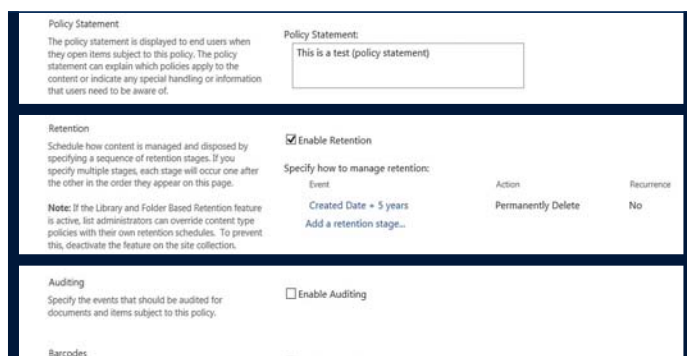 Policy Statement
The policy statement is displayed to end users when
they open items subject to this policy. The policy
statement can explain which policies apply to the
content or indicate any special handling or information
that users need to be aware of.
Policy Statement:
This is a test (policy statement)
Retention
Schedule how content is managed and disposed by
specifying a sequence of retention stages. If you
specify multiple stages, each stage will occur one after
the other in the order they appear on this page.
Note: If the Library and Folder Based Retention feature
is active, list administrators can override content type
policies with their own retention schedules. To prevent
this, deactivate the feature on the site collection.
Enable Retention
Specify how to manage retention:
Event Action Recurrence
Created Date + 5 years Permanently Delete No
Add a retention stage...
Auditing
Specify the events that should be audited for
documents and items subject to this policy.
Enable Auditing
Barcodes